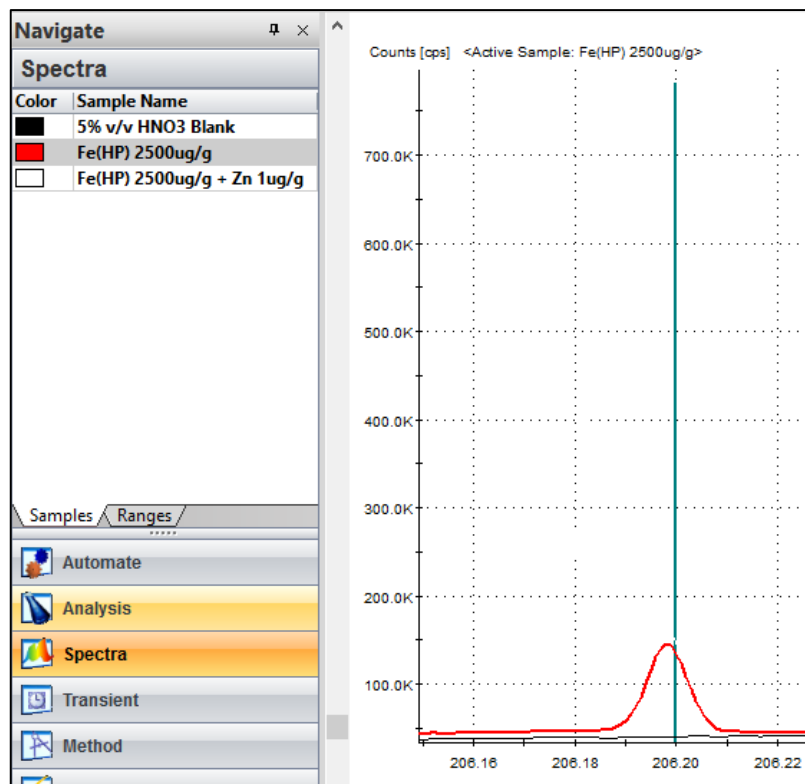 Navigate
Spectra
Color Sample Name
5% v/v HNO3 Blank
Fe(HP) 2500ug/g
Fe(HP) 2500ug/g + Zn 1ug/g
Samples Ranges
Automate
Analysis
Spectra
Transient
Method
Counts [cps] <Active Sample: Fe(HP) 2500ug/g>
700.0K
600.0K
500.0K
400.0K
300.0K
200.0K
100.0K
206.16 206.18 206.20 206.22